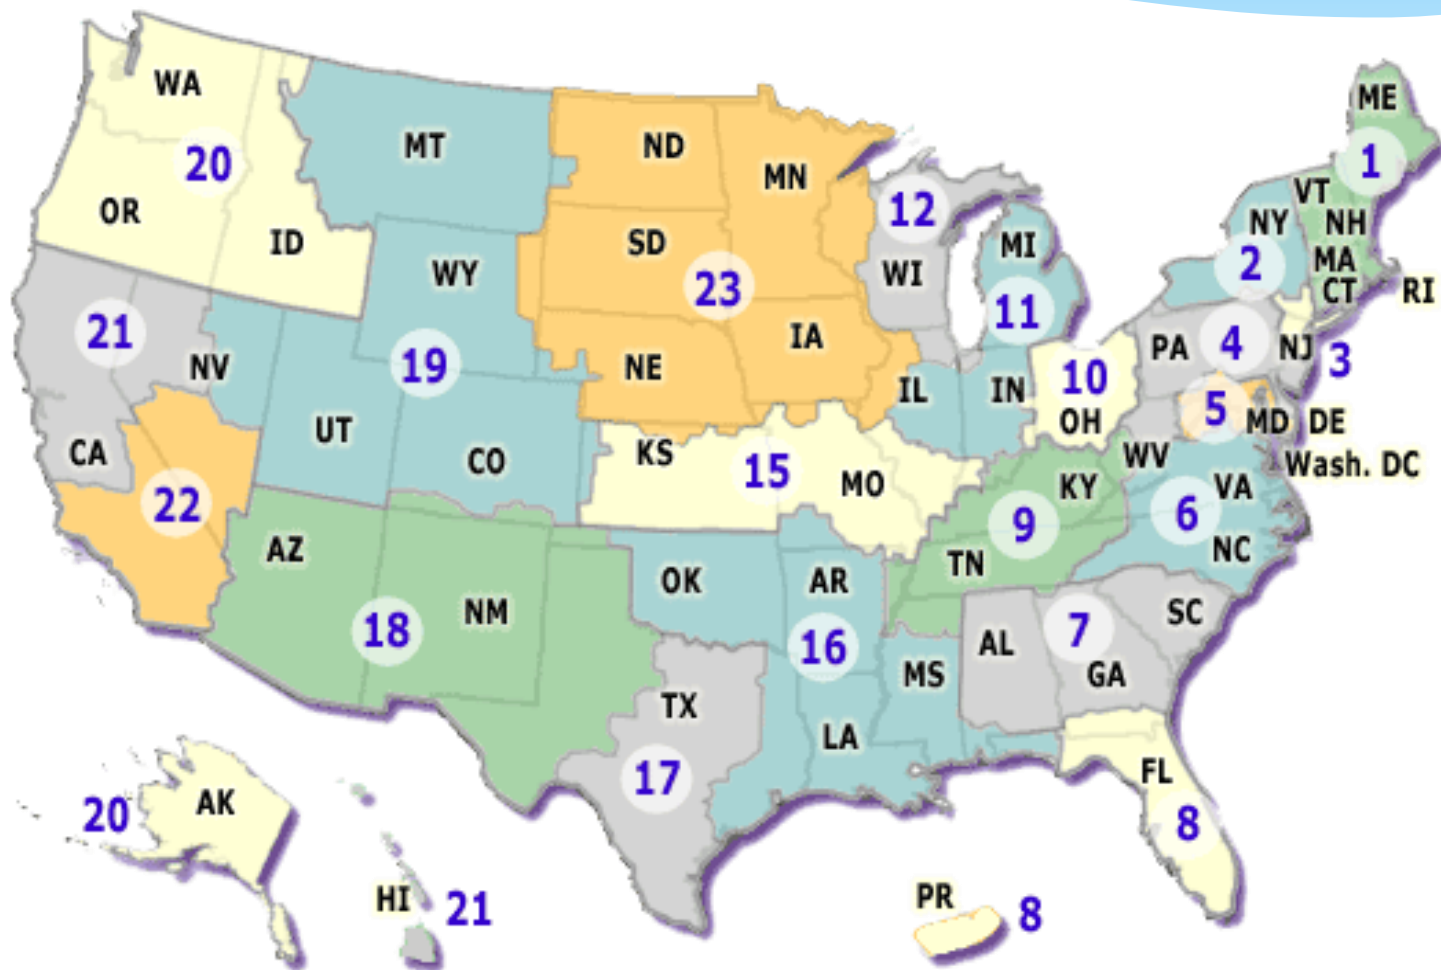 WA
20
OR
ID
MT
ND
MN
WY
SD
23
12
WI
MI
11
ME
1
VT
NH
NY
2
MA
CT
RI
21
NV
CA
19
UT
CO
NE
IA
IL
IN
10
OH
PA
4
NJ
3
5
MD
DE
Wash. DC
WV
VA
6
NC
KS
15
MO
KY
9
TN
22
AZ
18
NM
OK
AR
16
MS
LA
AL
7
GA
SC
TX
17
FL
8
20
AK
HI
21
PR
8